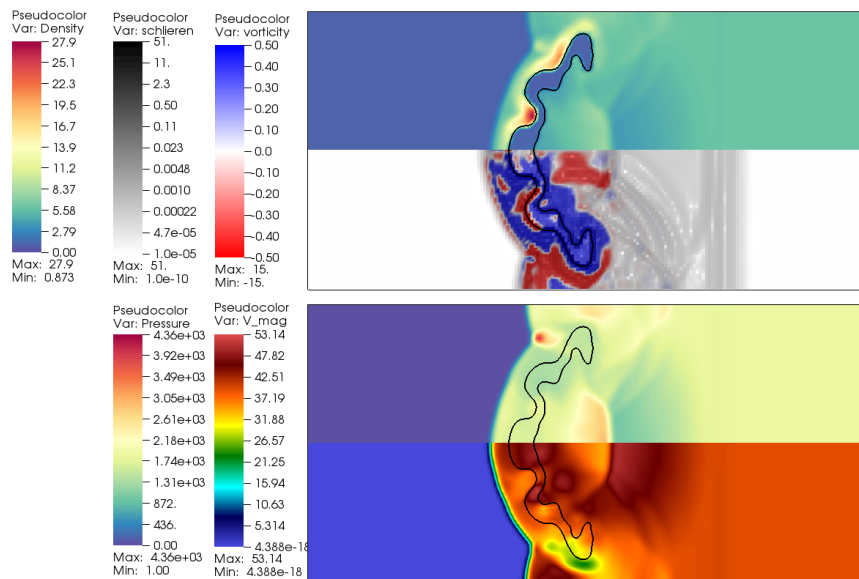 Pseudocolor
Var: Density
27.9
25.1
22.3
19.5
16.7
13.9
11.2
8.37
5.58
2.79
0.00
Max: 27.9
Min: 0.873
Pseudocolor
Var: schlieren
51.
11.
2.3
0.50
0.11
0.023
0.0048
0.0010
0.00022
4.7e-05
1.0e-05
Max: 51.
Min: 1.0e-10
Pseudocolor
Var: vorticity
0.50
0.40
0.30
0.20
0.10
0.0
-0.10
-0.20
-0.30
-0.40
-0.50
Max: 15.
Min: -15.
Pseudocolor
Var: Pressure
4.36e+03
3.92e+03
3.49e+03
3.05e+03
2.61e+03
2.18e+03
1.74e+03
1.31e+03
872.
436.
0.00
Max: 4.36e+03
Min: 1.00
Pseudocolor
Var: V_mag
53.14
47.82
42.51
37.19
31.88
26.57
21.25
15.94
10.63
5.314
4.388e-18
Max: 53.14
Min: 4.388e-18